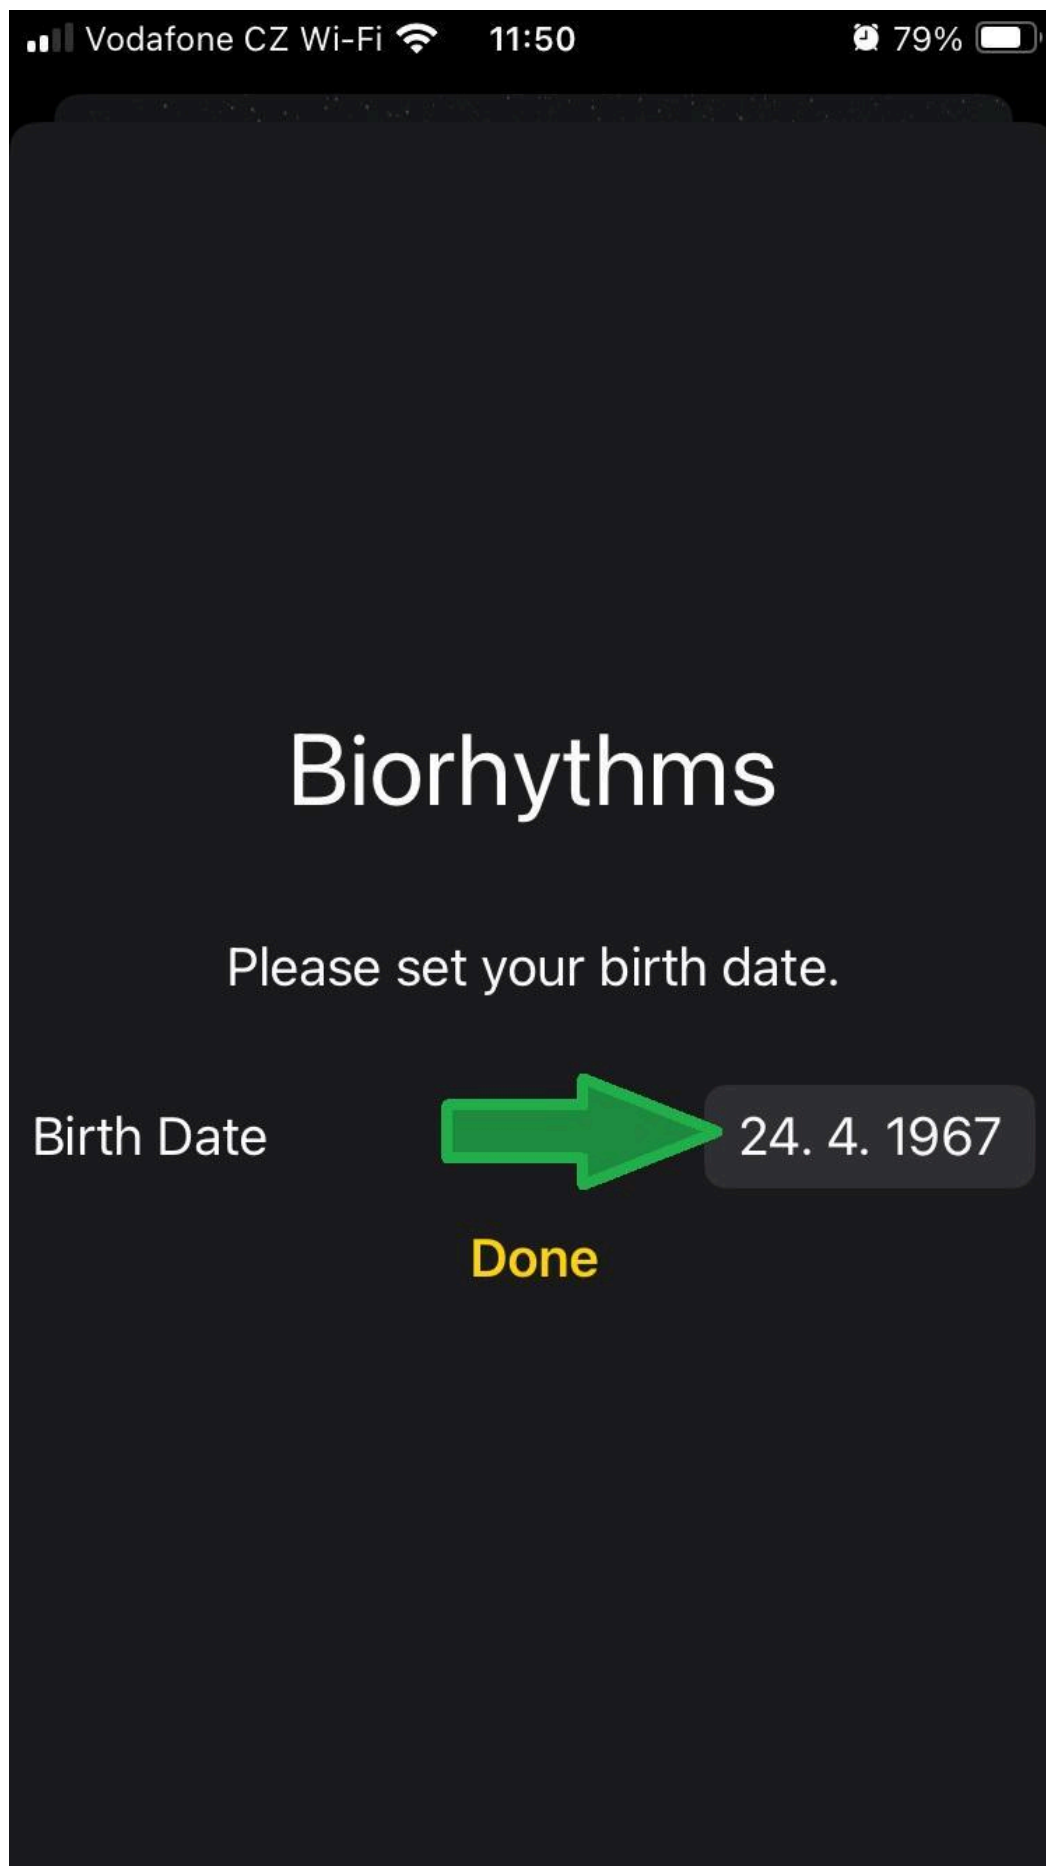 Vodafone CZ Wi-Fi 11:50 79%
Biorhythms
Please set your birth date.
Birth Date 24. 4. 1967
Done